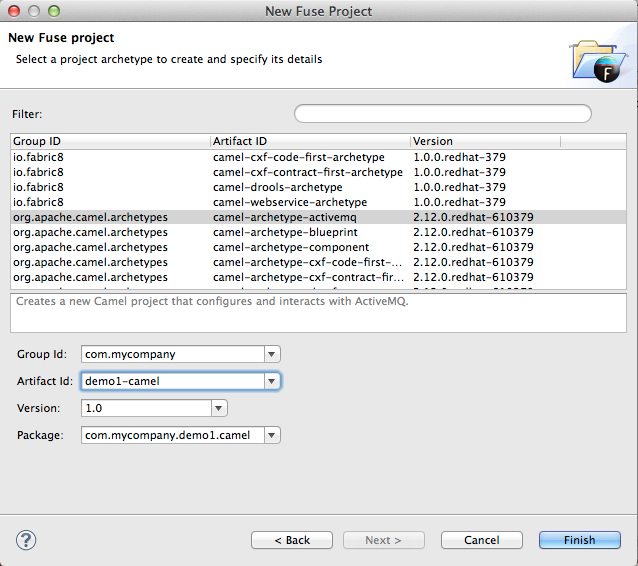 New Fuse Project
New Fuse project
Select a project archetype to create and specify its details
F
Filter:
Group ID Artifact ID Version
io.fabric8 camel-cxf-code-first-archetype 1.0.0.redhat-379
io.fabric8 camel-cxf-contract-first-archetype 1.0.0.redhat-379
io.fabric8 camel-drools-archetype 1.0.0.redhat-379
io.fabric8 camel-webservice-archetype 1.0.0.redhat-379
org.apache.camel.archetypes camel-archetype-activemq 2.12.0.redhat-610379
org.apache.camel.archetypes camel-archetype-blueprint 2.12.0.redhat-610379
org.apache.camel.archetypes camel-archetype-component 2.12.0.redhat-610379
org.apache.camel.archetypes camel-archetype-cxf-code-first-... 2.12.0.redhat-610379
org.apache.camel.archetypes camel-archetype-cxf-contract-fir... 2.12.0.redhat-610379
Creates a new Camel project that configures and interacts with ActiveMQ.
Group Id: com.mycompany
Artifact Id: demo1-camel
Version: 1.0
Package: com.mycompany.demo1.camel
? < Back Next > Cancel Finish